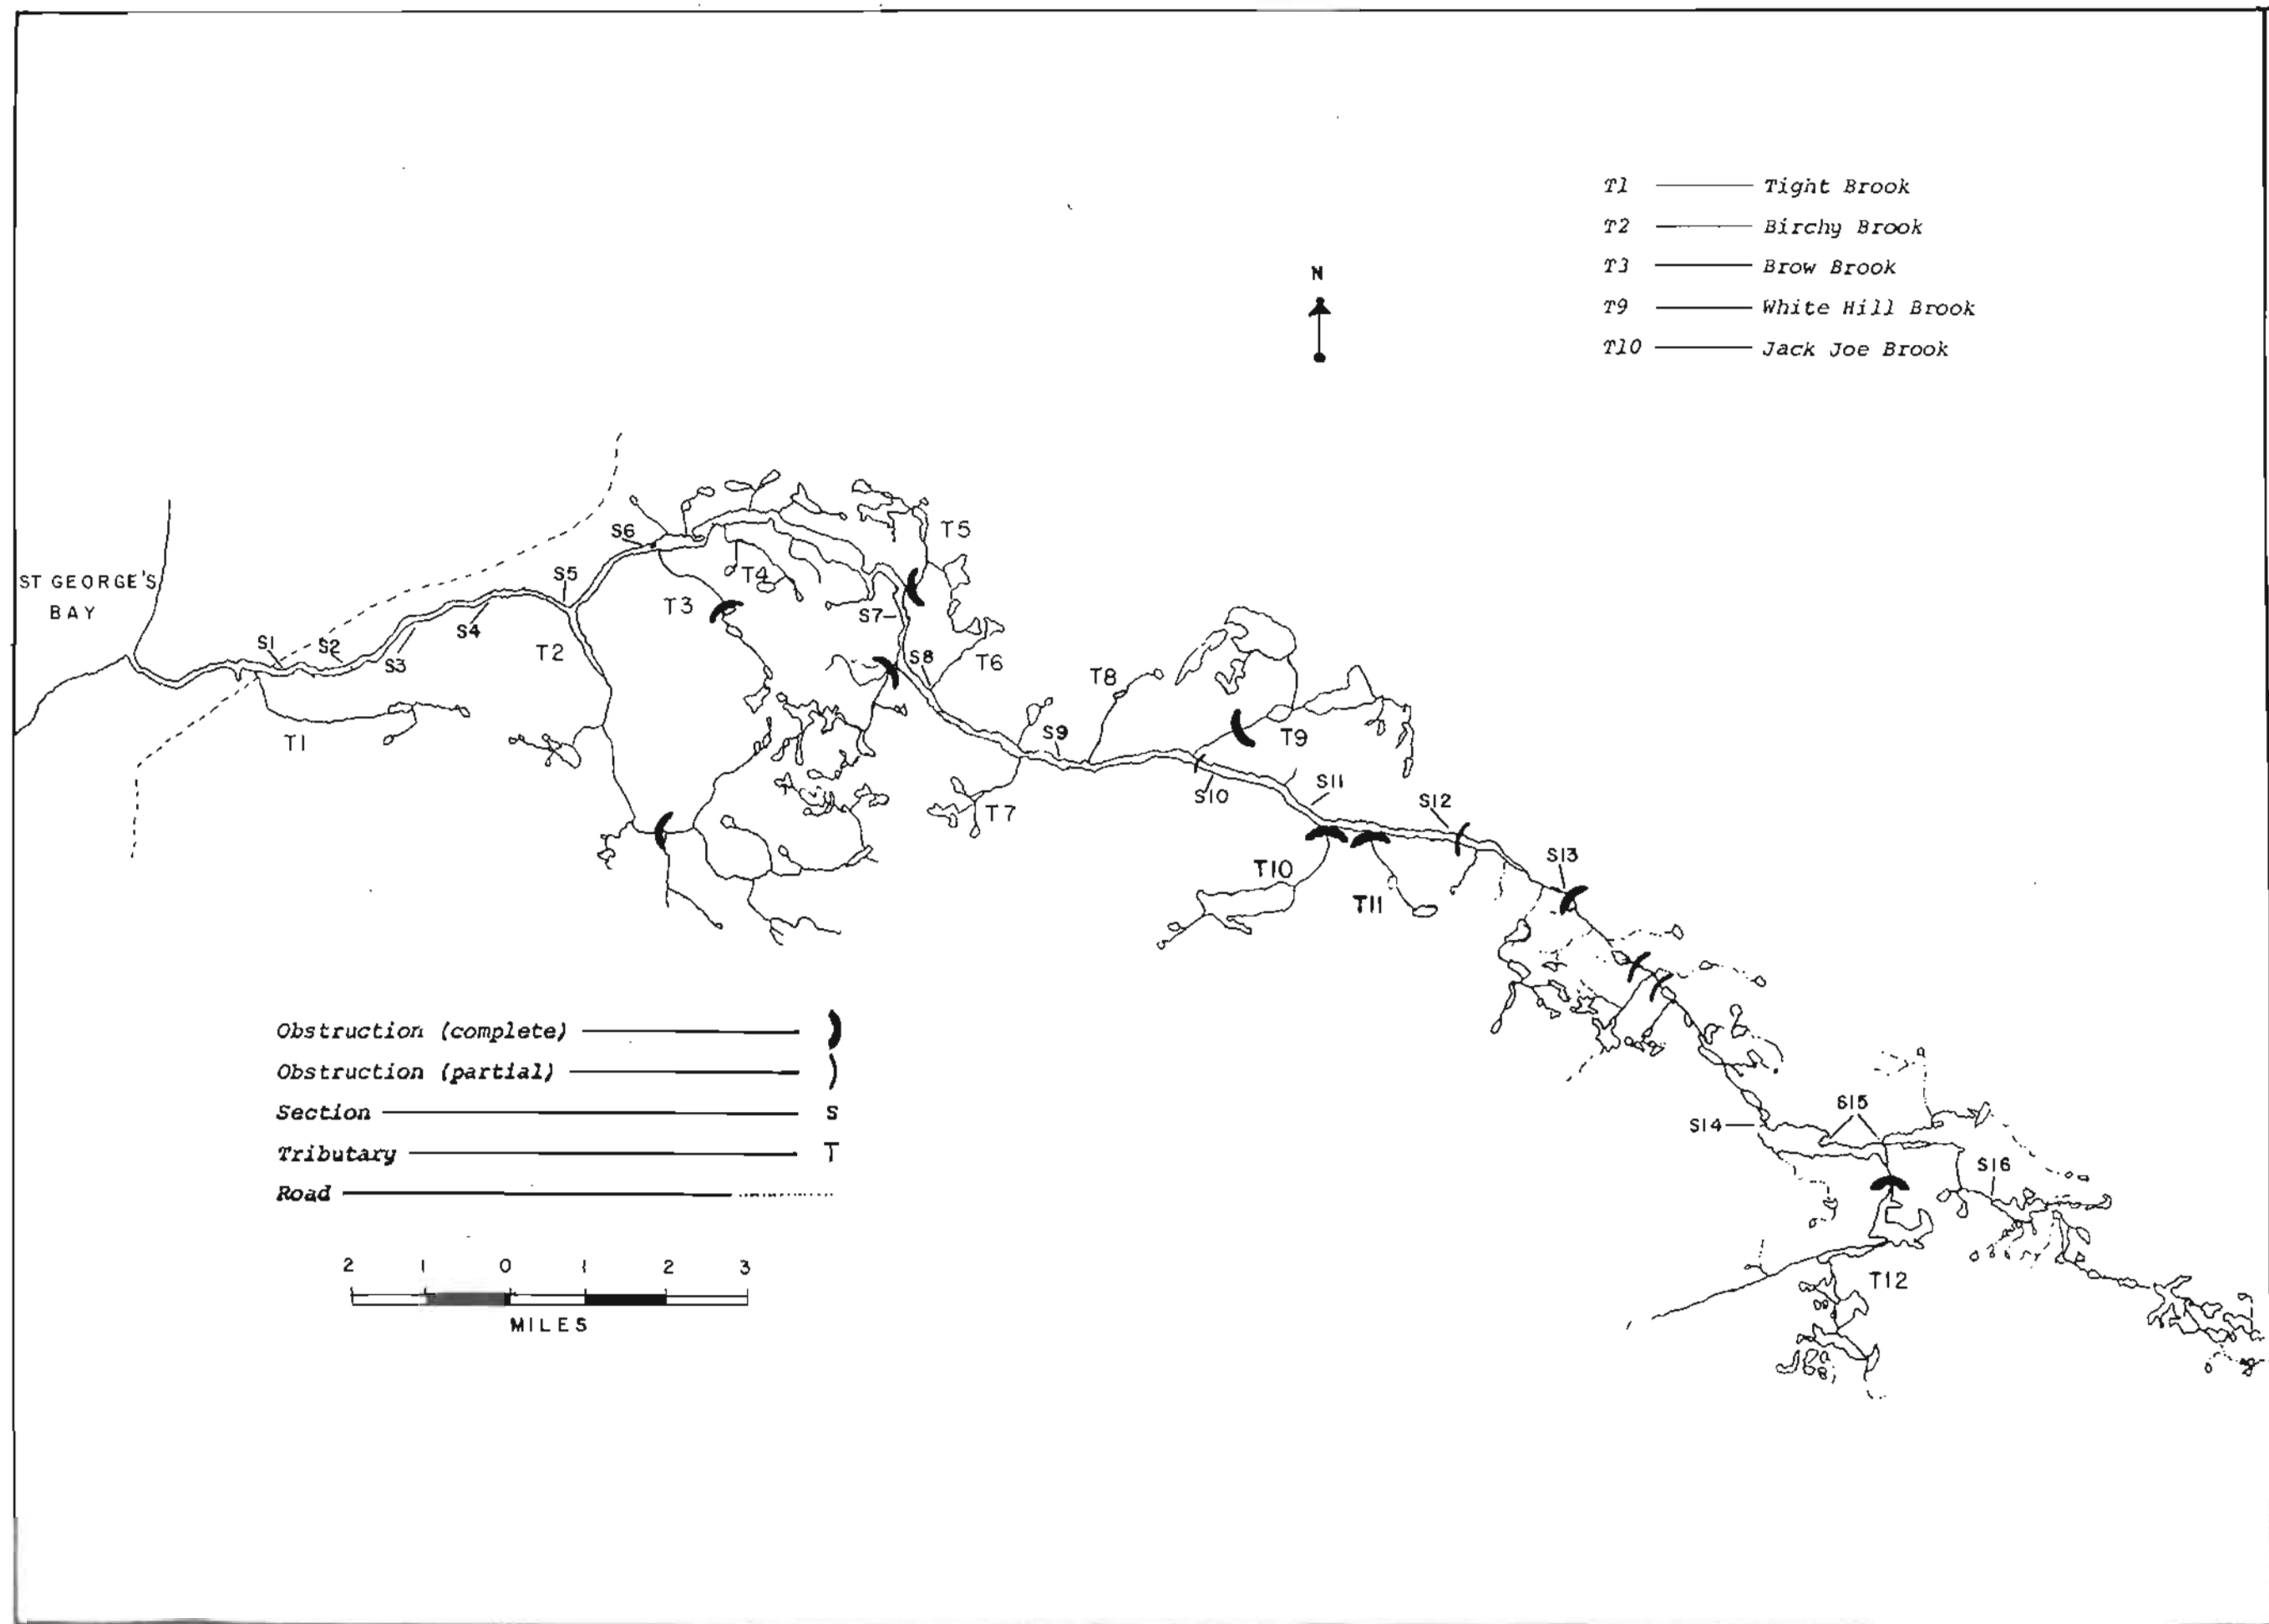 T1 Tight Brook
T2 Birchy Brook
T3 Brow Brook
T9 White Hill Brook
T10 Jack Joe Brook
N
ST GEORGE'S
BAY
S1
S2
S3
S4
S5
S6
T1
T2
T3
T4
T5
S7
S8
T6
S9
T7
T8
T9
S10
S11
S12
T10
T11
S13
S14
S15
S16
T12
Obstruction (complete)
Obstruction (partial)
Section S
Tributary T
Road
2 1 0 1 2 3
MILES